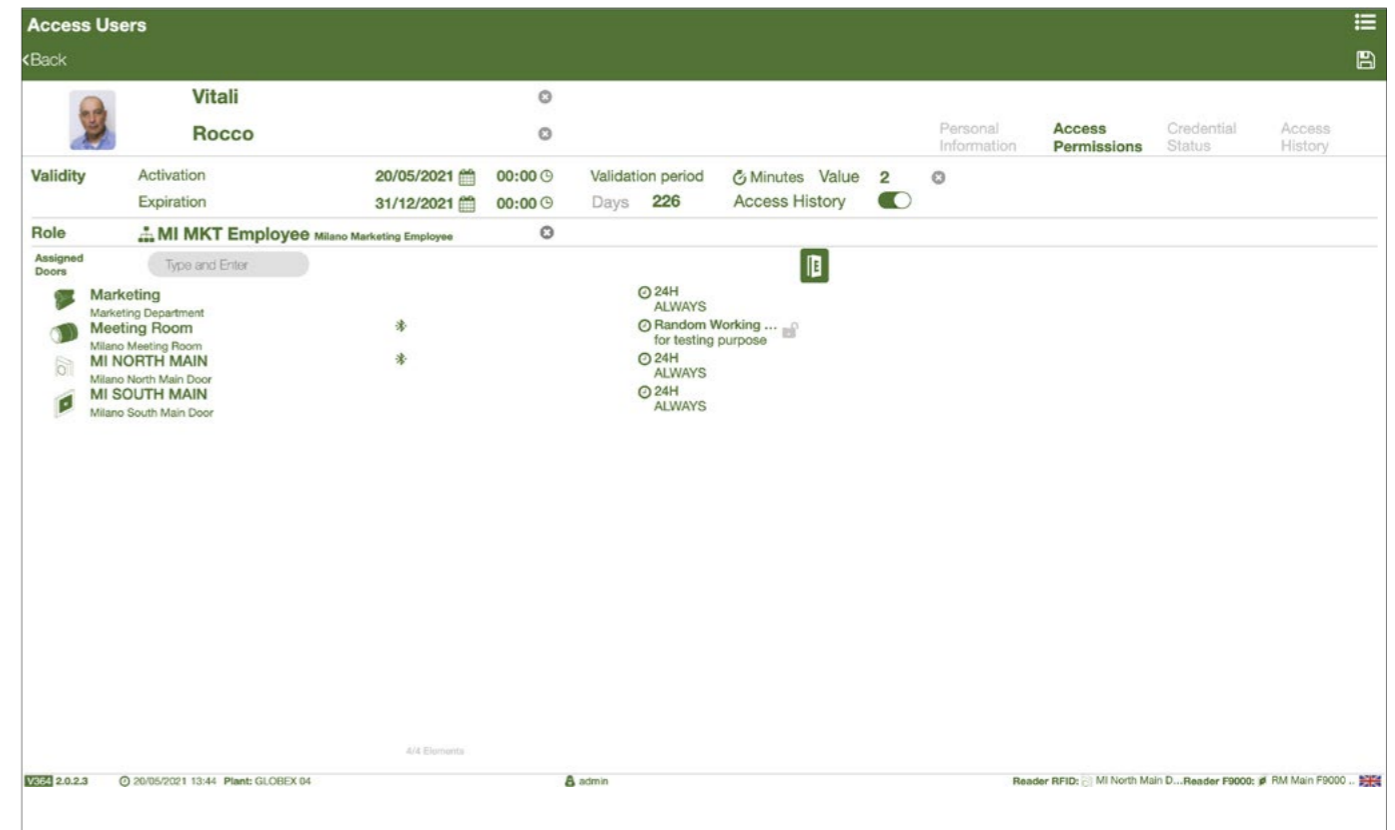 Access Users
<Back
Vitali
Rocco
Personal Information
Access Permissions
Credential Status
Access History
Validity Activation 20/05/2021 00:00 Validation period Minutes Value 2
Expiration 31/12/2021 00:00 Days 226 Access History
Role MI MKT Employee Milano Marketing Employee
Assigned Doors
Type and Enter
E
Marketing 24H
Marketing Department ALWAYS
Meeting Room Random Working ...
Milano Meeting Room for testing purpose
MI NORTH MAIN 24H
Milano North Main Door ALWAYS
MI SOUTH MAIN 24H
Milano South Main Door ALWAYS
4/4 Elements
V364 2.0.2.3 20/05/2021 13:44 Plant: GLOBEX 04 admin Reader RFID: MI North Main D...Reader F9000: RM Main F9000 ..